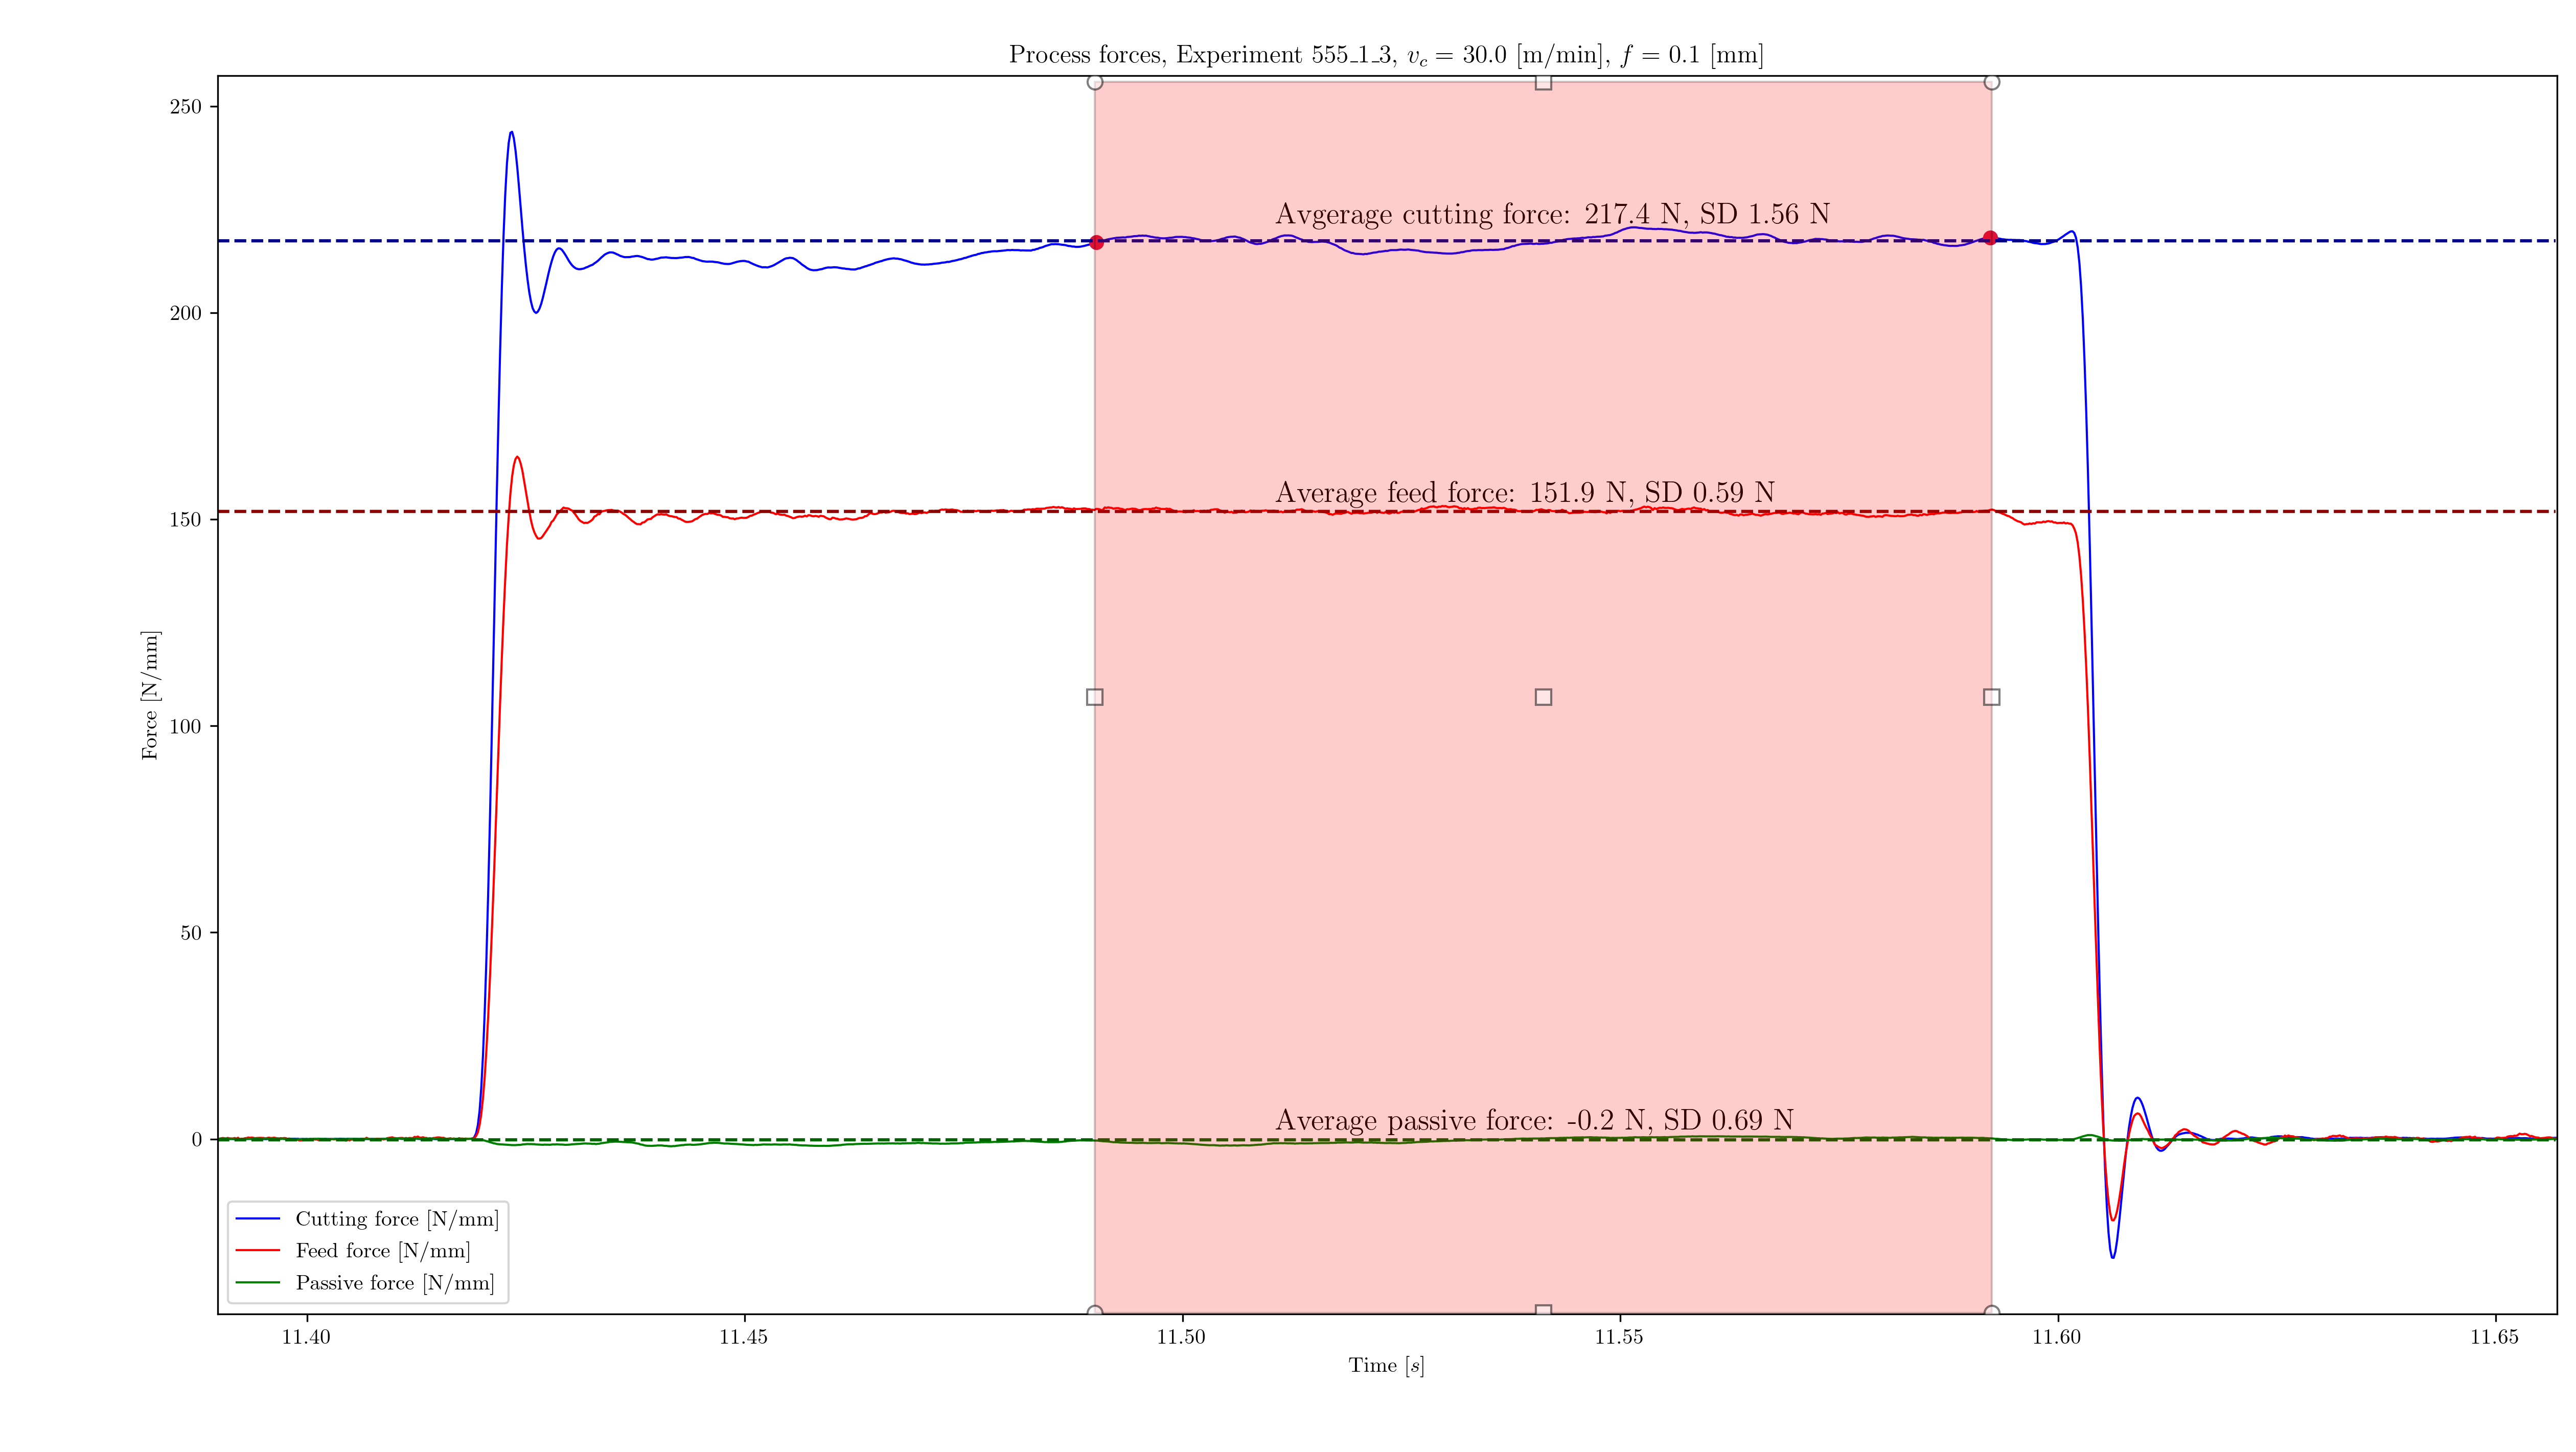 Process forces, Experiment 555_1_3, v_c = 30.0 [m/min], f = 0.1 [mm]
250
200
150
100
50
0
Force [N/mm]
Avgerage cutting force: 217.4 N, SD 1.56 N
Average feed force: 151.9 N, SD 0.59 N
Average passive force: -0.2 N, SD 0.69 N
Cutting force [N/mm]
Feed force [N/mm]
Passive force [N/mm]
11.40 11.45 11.50 11.55 11.60 11.65
Time [s]